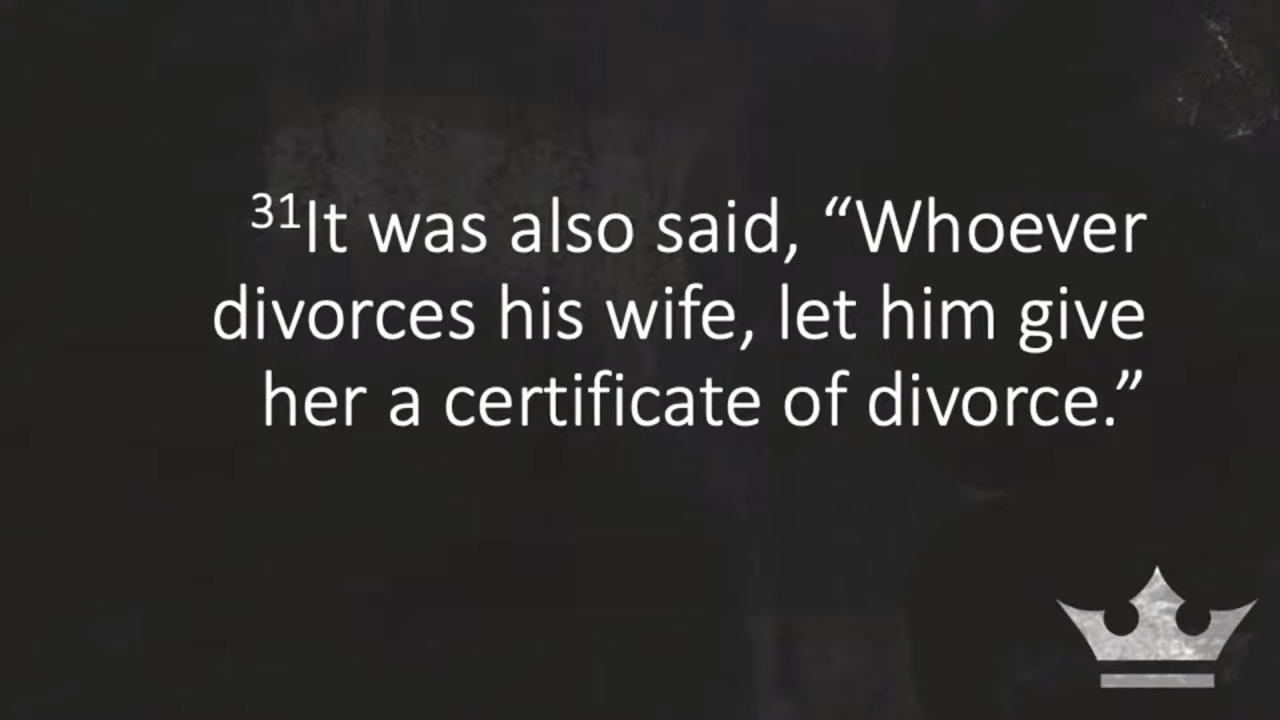 ³¹It was also said, “Whoever
divorces his wife, let him give
her a certificate of divorce.”